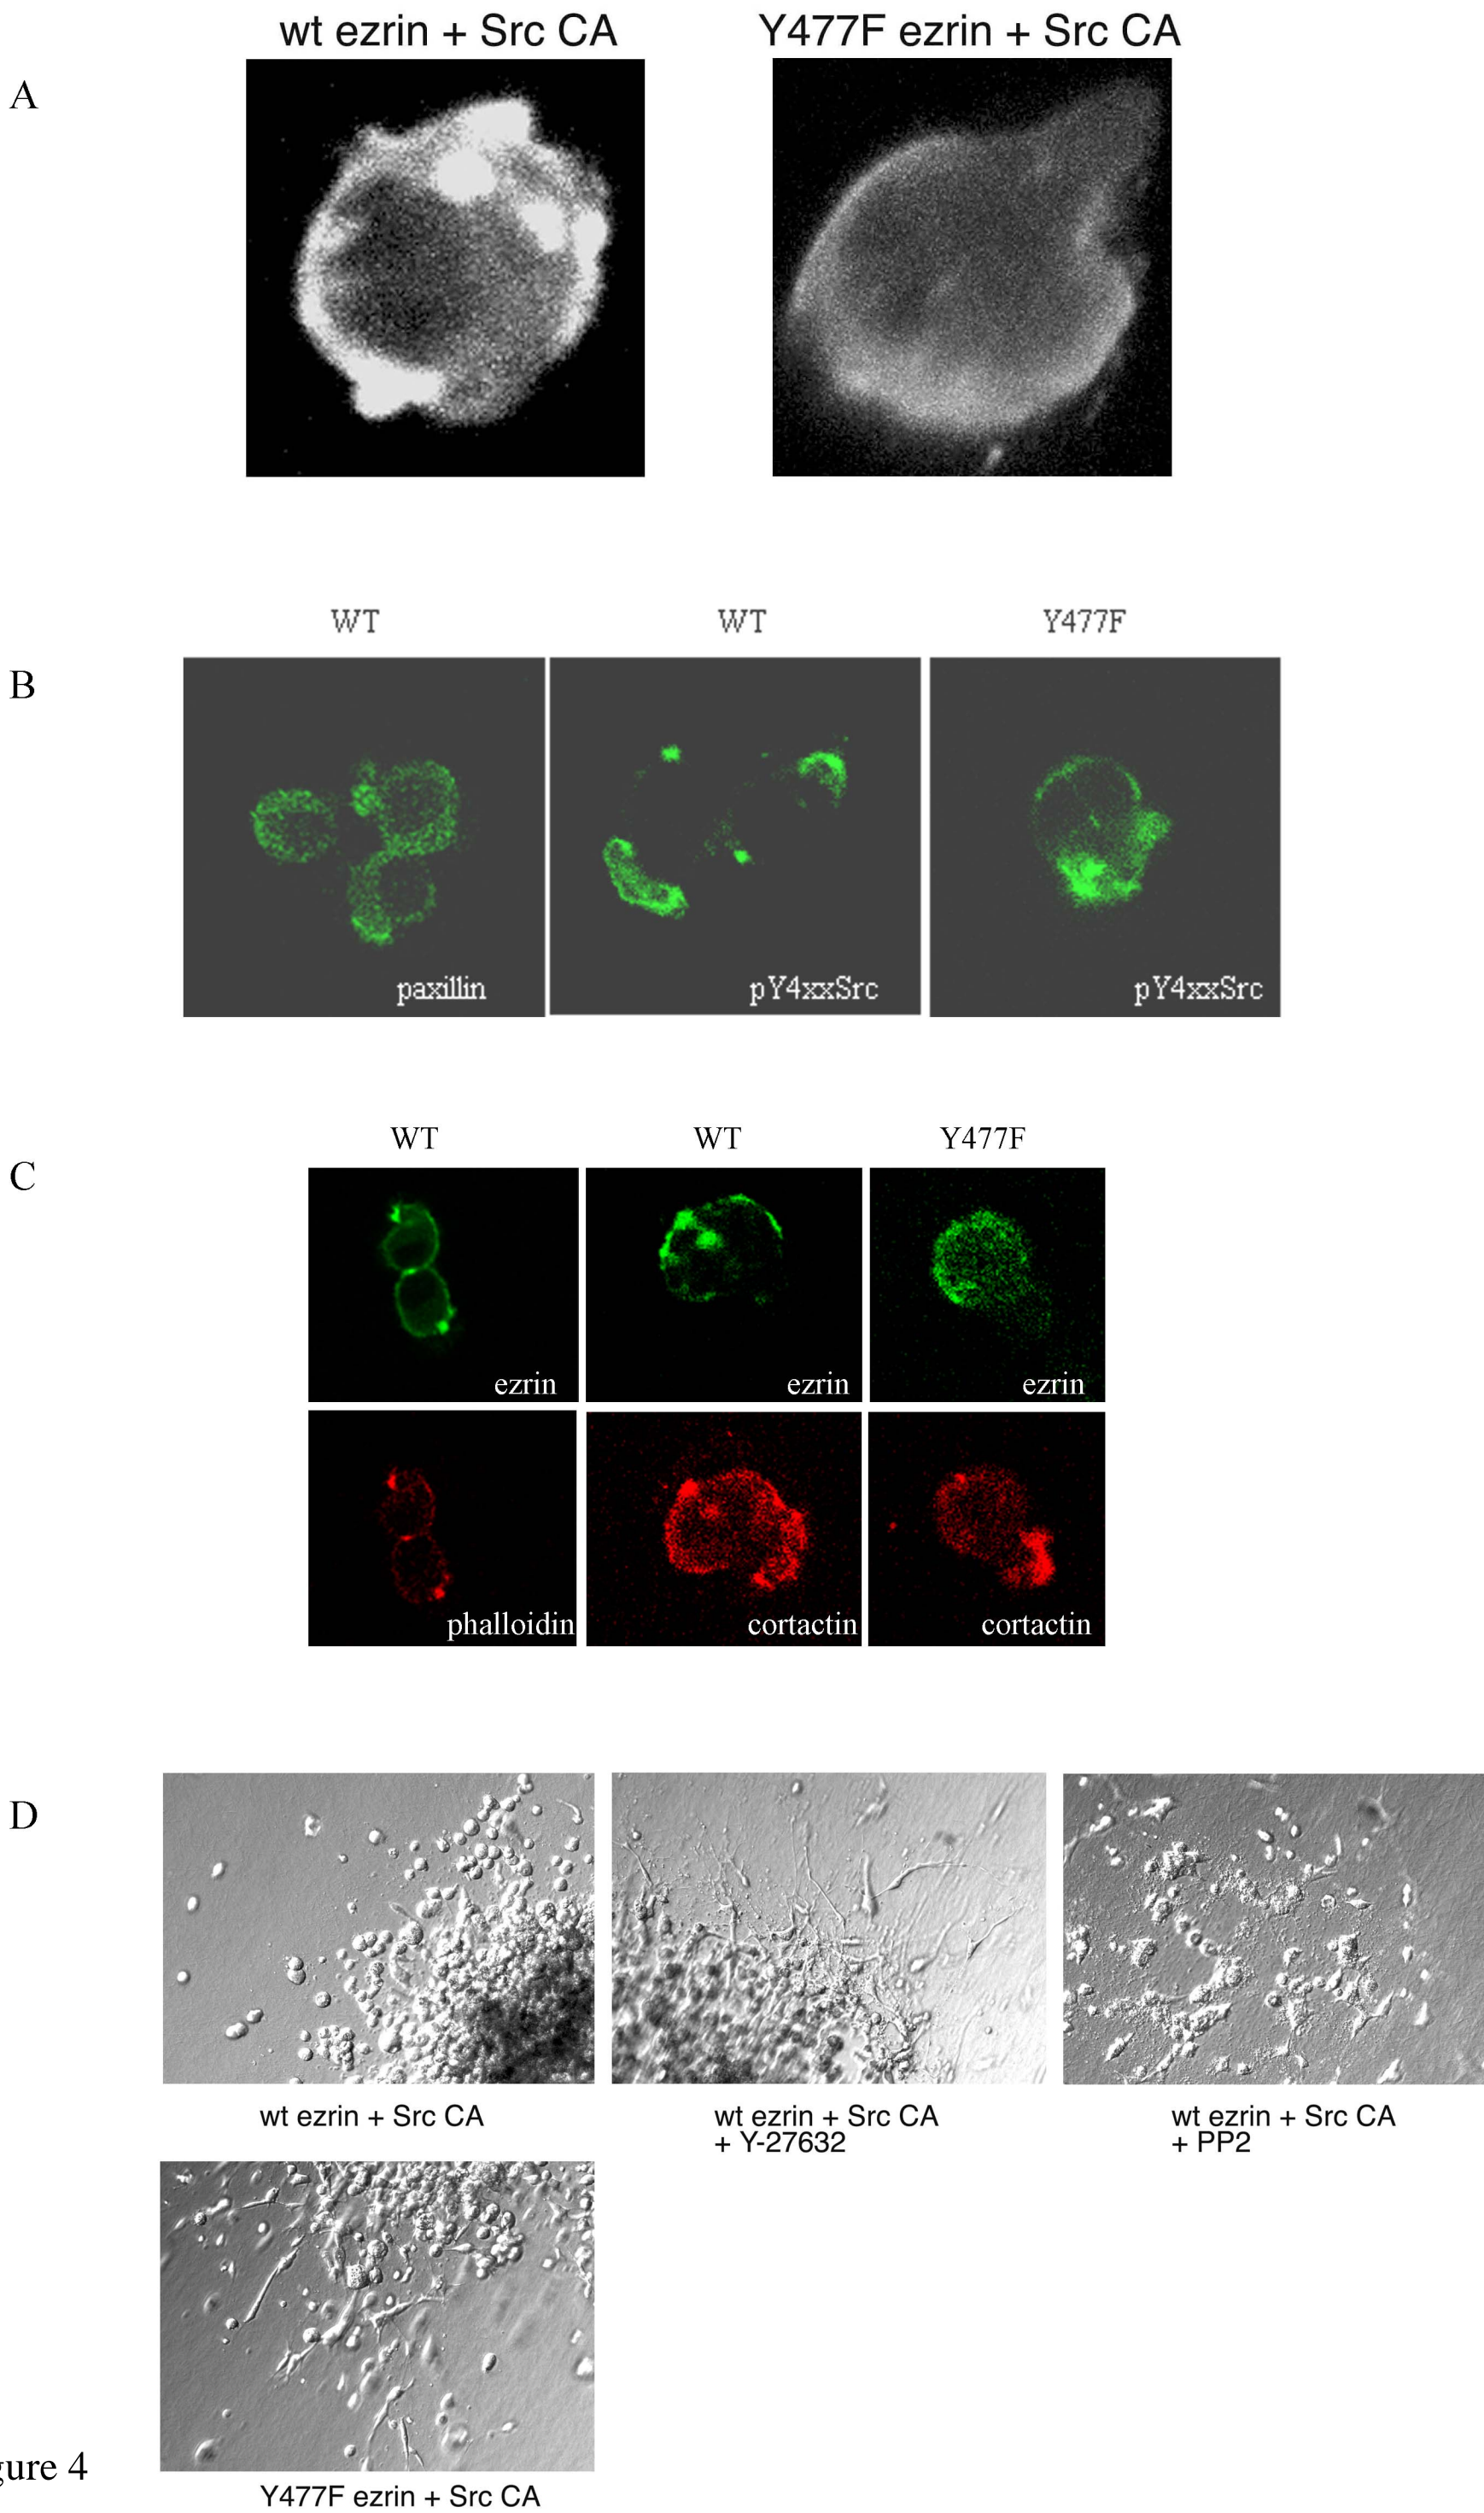 wt ezrin + Src CA
Y477F ezrin + Src CA
A
WT
WT
Y477F
B
paxillin
pY4xxSrc
pY4xxSrc
WT
WT
Y477F
C
ezrin
ezrin
ezrin
phalloidin
cortactin
cortactin
D
wt ezrin + Src CA
wt ezrin + Src CA
+ Y-27632
wt ezrin + Src CA
+ PP2
gure 4
Y477F ezrin + Src CA